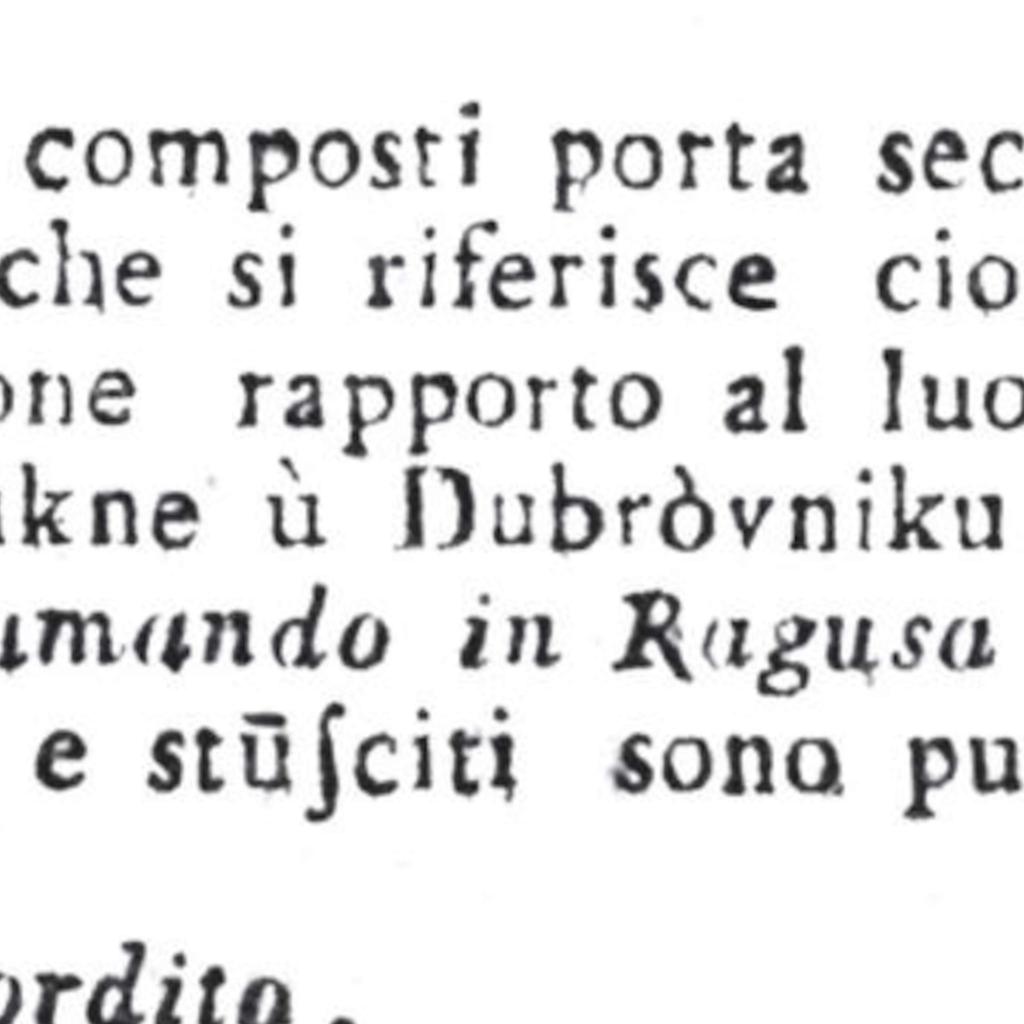 composti porta sec
che si riferisce cio
one rapporto al luo
ukne ù Dubròvniku
umando in Ragusa
e stūſciti sono pu
ordito.